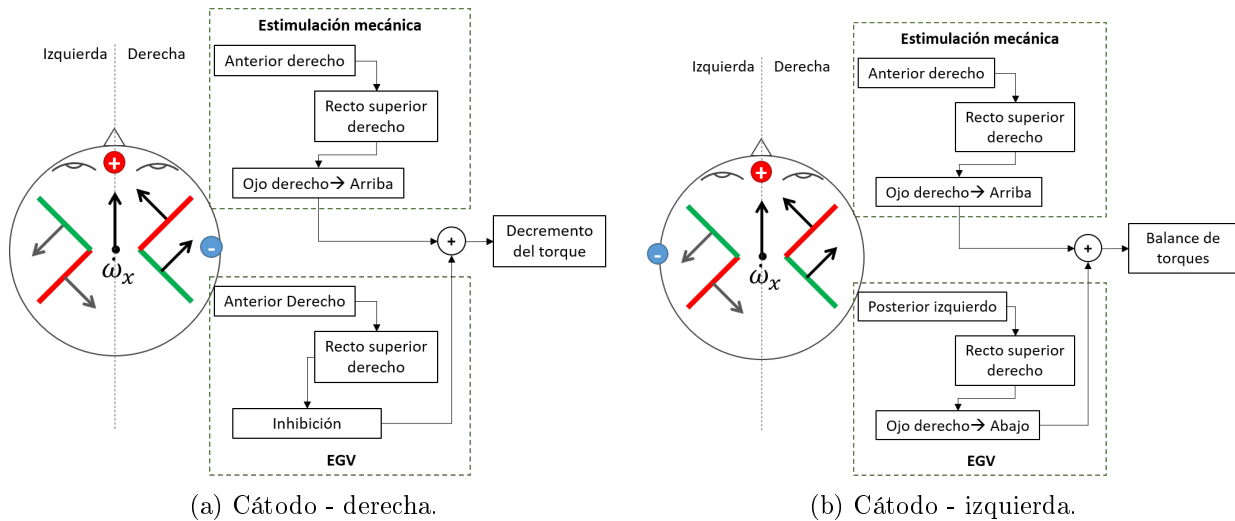 Estimulación mecánica
Izquierda
Derecha
Anterior derecho
Recto superior
derecho
Ojo derecho→ Arriba
+
-
ω̇x
+
Decremento
del torque
Anterior Derecho
Recto superior
derecho
Inhibición
EGV
(a) Cátodo - derecha.
Estimulación mecánica
Izquierda
Derecha
Anterior derecho
Recto superior
derecho
Ojo derecho→ Arriba
+
-
ω̇x
+
Balance de
torques
Posterior izquierdo
Recto superior
derecho
Ojo derecho→ Abajo
EGV
(b) Cátodo - izquierda.